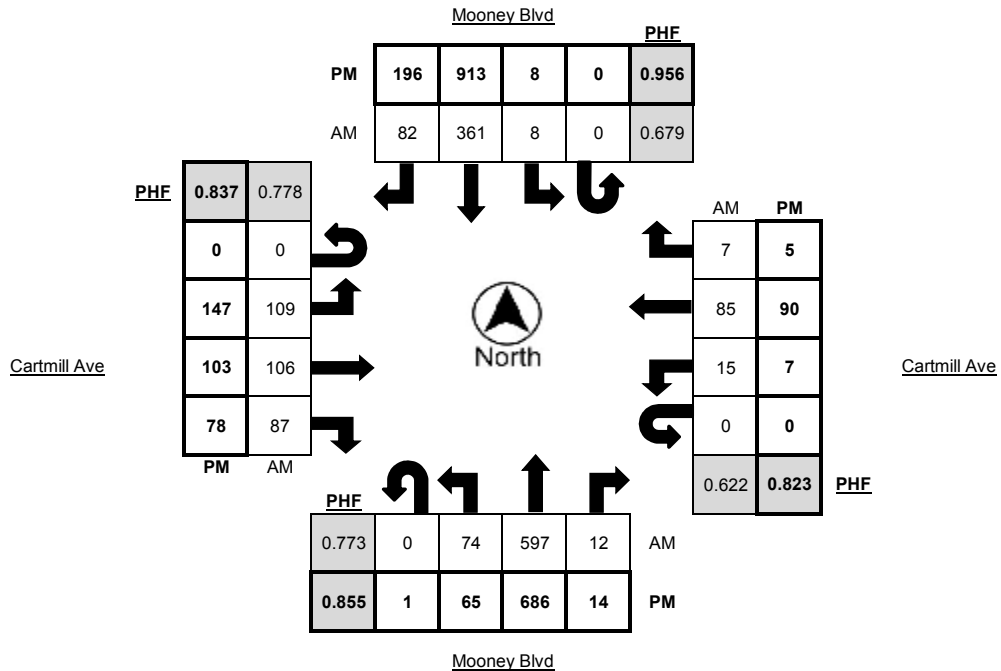 Mooney Blvd
PHF
PM 196 913 8 0 0.956
AM 82 361 8 0 0.679
PHF 0.837 0.778
AM PM
0 0
7 5
147 109
85 90
North
Cartmill Ave
103 106
15 7
Cartmill Ave
78 87
0 0
PM AM
0.622 0.823 PHF
PHF
0.773 0 74 597 12 AM
0.855 1 65 686 14 PM
Mooney Blvd